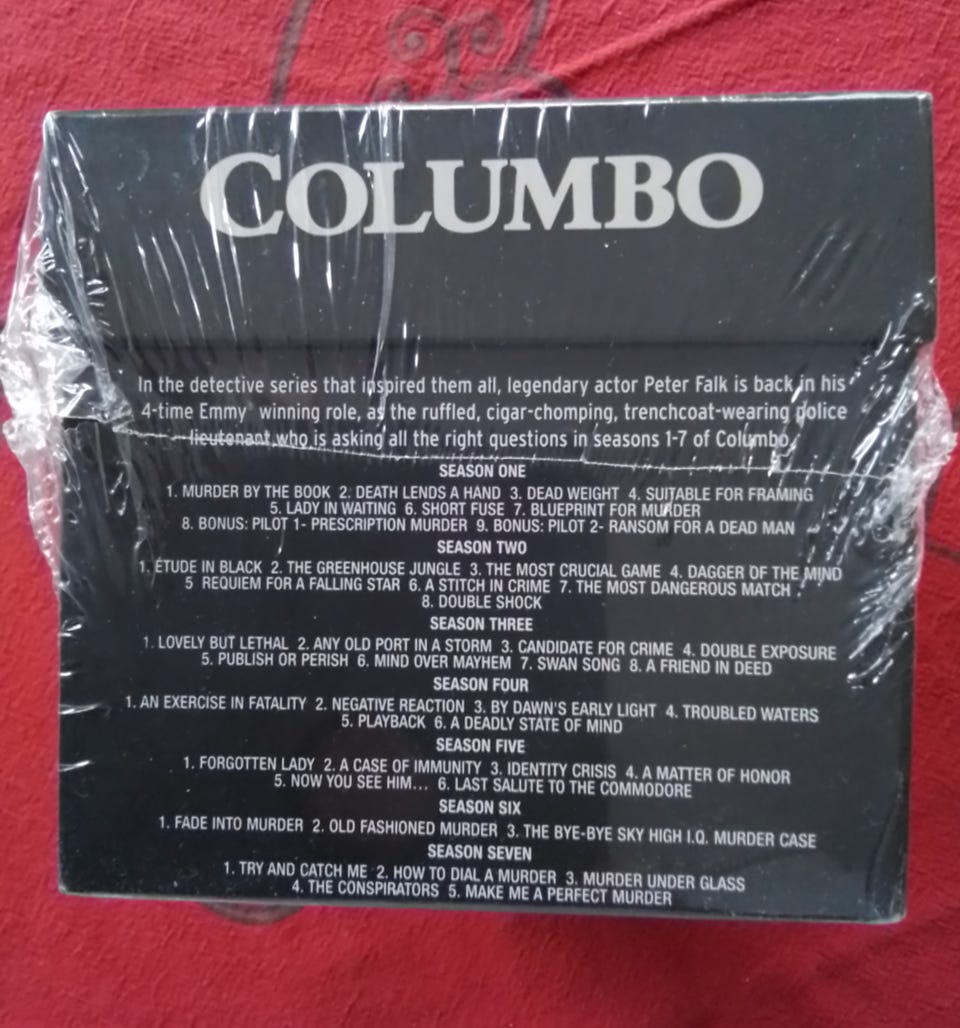 COLUMBO
In the detective series that inspired them all, legendary actor Peter Falk is back in his
4-time Emmy winning role, as the ruffled, cigar-chomping, trenchcoat-wearing police
lieutenant who is asking all the right questions in seasons 1-7 of Columbo.
SEASON ONE
1. MURDER BY THE BOOK 2. DEATH LENDS A HAND 3. DEAD WEIGHT 4. SUITABLE FOR FRAMING
5. LADY IN WAITING 6. SHORT FUSE 7. BLUEPRINT FOR MURDER
8. BONUS: PILOT 1- PRESCRIPTION MURDER 9. BONUS: PILOT 2- RANSOM FOR A DEAD MAN
SEASON TWO
1. ÉTUDE IN BLACK 2. THE GREENHOUSE JUNGLE 3. THE MOST CRUCIAL GAME 4. DAGGER OF THE MIND
5 REQUIEM FOR A FALLING STAR 6. A STITCH IN CRIME 7. THE MOST DANGEROUS MATCH
8. DOUBLE SHOCK
SEASON THREE
1. LOVELY BUT LETHAL 2. ANY OLD PORT IN A STORM 3. CANDIDATE FOR CRIME 4. DOUBLE EXPOSURE
5. PUBLISH OR PERISH 6. MIND OVER MAYHEM 7. SWAN SONG 8. A FRIEND IN DEED
SEASON FOUR
1. AN EXERCISE IN FATALITY 2. NEGATIVE REACTION 3. BY DAWN'S EARLY LIGHT 4. TROUBLED WATERS
5. PLAYBACK 6. A DEADLY STATE OF MIND
SEASON FIVE
1. FORGOTTEN LADY 2. A CASE OF IMMUNITY 3. IDENTITY CRISIS 4. A MATTER OF HONOR
5. NOW YOU SEE HIM... 6. LAST SALUTE TO THE COMMODORE
SEASON SIX
1. FADE INTO MURDER 2. OLD FASHIONED MURDER 3. THE BYE-BYE SKY HIGH I.Q. MURDER CASE
SEASON SEVEN
1. TRY AND CATCH ME 2. HOW TO DIAL A MURDER 3. MURDER UNDER GLASS
4. THE CONSPIRATORS 5. MAKE ME A PERFECT MURDER